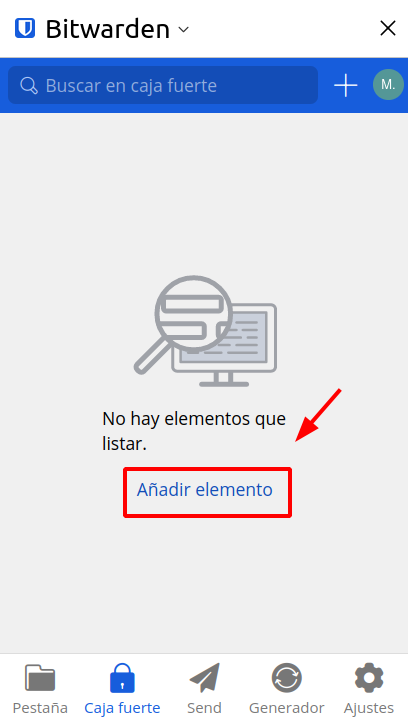 Bitwarden
Buscar en caja fuerte
M.
No hay elementos que
listar.
Añadir elemento
Pestaña
Caja fuerte
Send
Generador
Ajustes